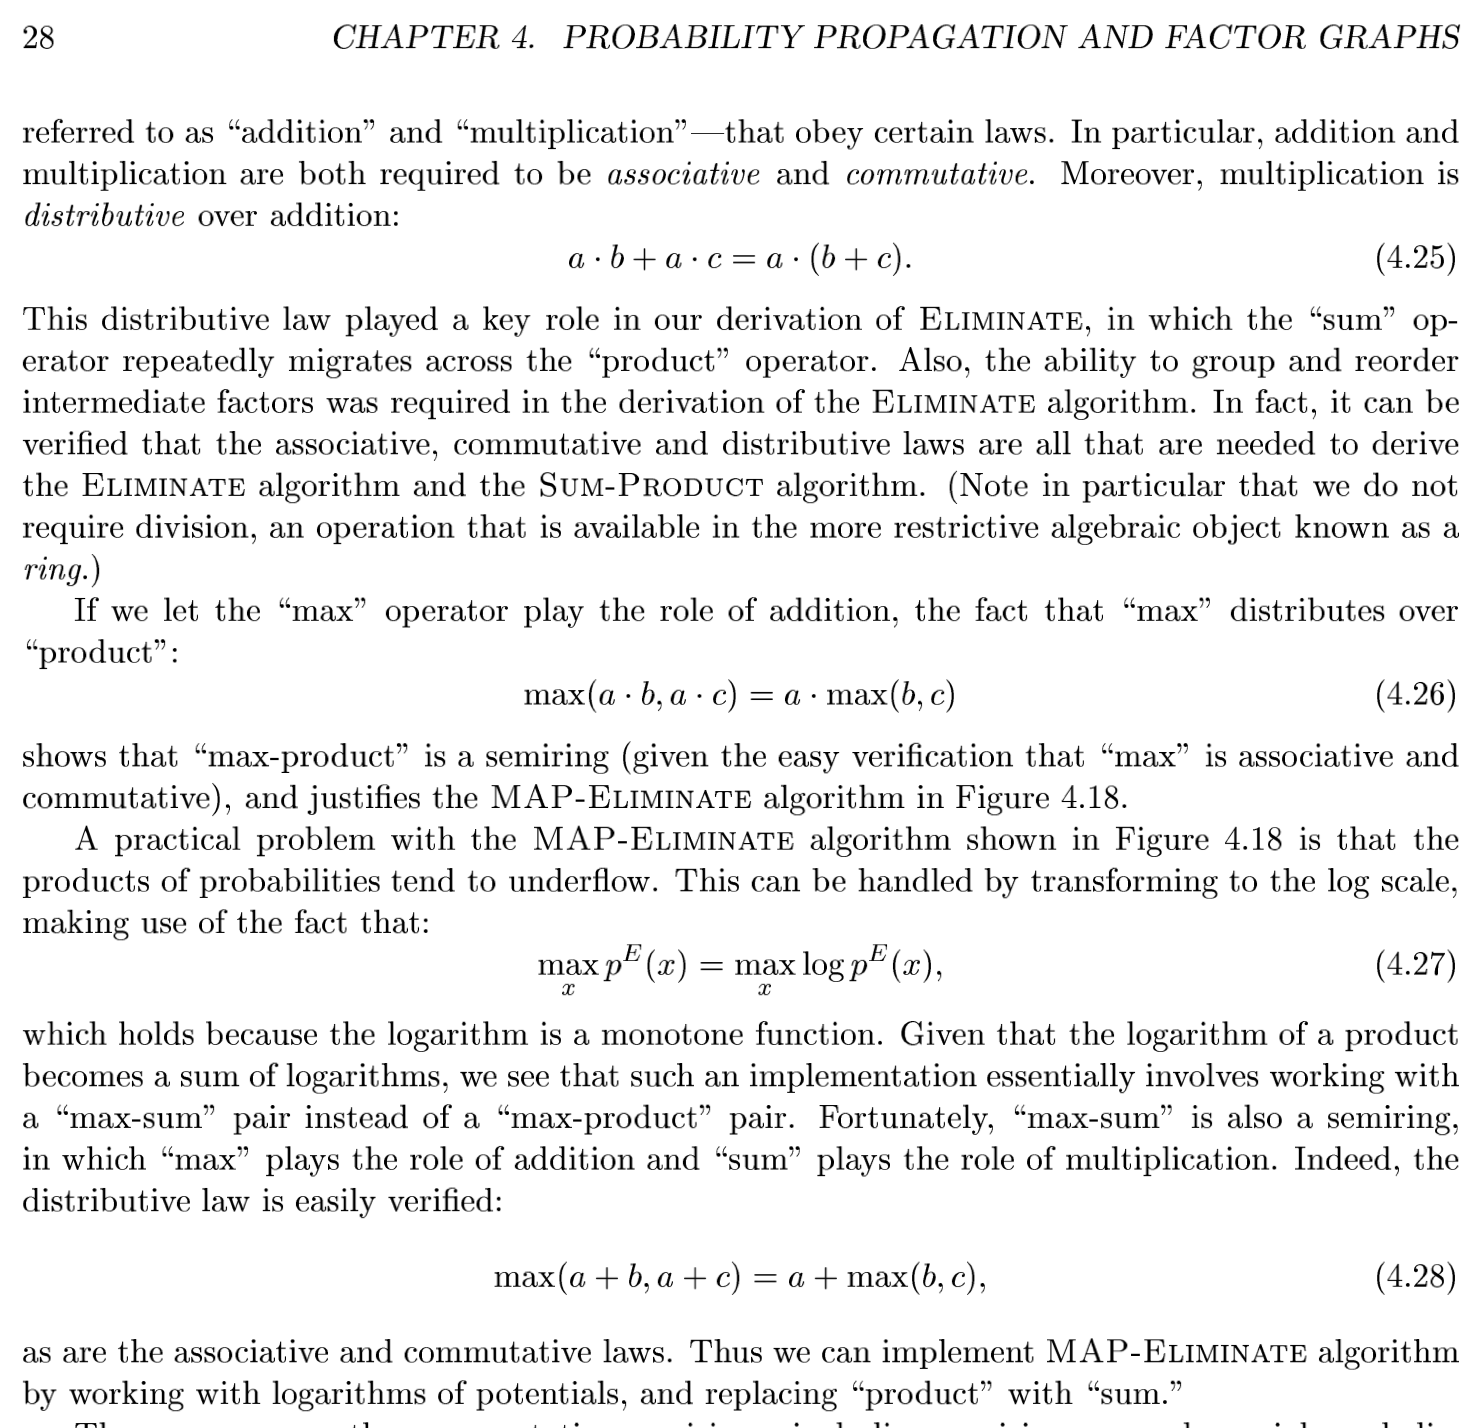 28 CHAPTER 4. PROBABILITY PROPAGATION AND FACTOR GRAPHS
referred to as “addition” and “multiplication”—that obey certain laws. In particular, addition and
multiplication are both required to be associative and commutative. Moreover, multiplication is
distributive over addition:
a · b + a · c = a · (b + c). (4.25)
This distributive law played a key role in our derivation of ELIMINATE, in which the “sum” op-
erator repeatedly migrates across the “product” operator. Also, the ability to group and reorder
intermediate factors was required in the derivation of the ELIMINATE algorithm. In fact, it can be
verified that the associative, commutative and distributive laws are all that are needed to derive
the ELIMINATE algorithm and the SUM-PRODUCT algorithm. (Note in particular that we do not
require division, an operation that is available in the more restrictive algebraic object known as a
ring.)
If we let the “max” operator play the role of addition, the fact that “max” distributes over
“product”:
max(a · b, a · c) = a · max(b, c) (4.26)
shows that “max-product” is a semiring (given the easy verification that “max” is associative and
commutative), and justifies the MAP-ELIMINATE algorithm in Figure 4.18.
A practical problem with the MAP-ELIMINATE algorithm shown in Figure 4.18 is that the
products of probabilities tend to underflow. This can be handled by transforming to the log scale,
making use of the fact that:
max p^E(x) = max log p^E(x), (4.27)
x x
which holds because the logarithm is a monotone function. Given that the logarithm of a product
becomes a sum of logarithms, we see that such an implementation essentially involves working with
a “max-sum” pair instead of a “max-product” pair. Fortunately, “max-sum” is also a semiring,
in which “max” plays the role of addition and “sum” plays the role of multiplication. Indeed, the
distributive law is easily verified:
max(a + b, a + c) = a + max(b, c), (4.28)
as are the associative and commutative laws. Thus we can implement MAP-ELIMINATE algorithm
by working with logarithms of potentials, and replacing “product” with “sum.”